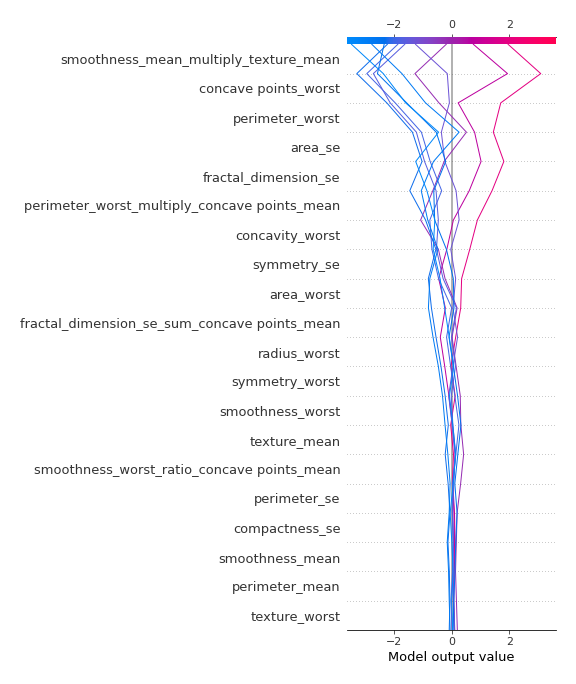 −2 0 2
smoothness_mean_multiply_texture_mean
concave points_worst
perimeter_worst
area_se
fractal_dimension_se
perimeter_worst_multiply_concave points_mean
concavity_worst
symmetry_se
area_worst
fractal_dimension_se_sum_concave points_mean
radius_worst
symmetry_worst
smoothness_worst
texture_mean
smoothness_worst_ratio_concave points_mean
perimeter_se
compactness_se
smoothness_mean
perimeter_mean
texture_worst
−2 0 2
Model output value